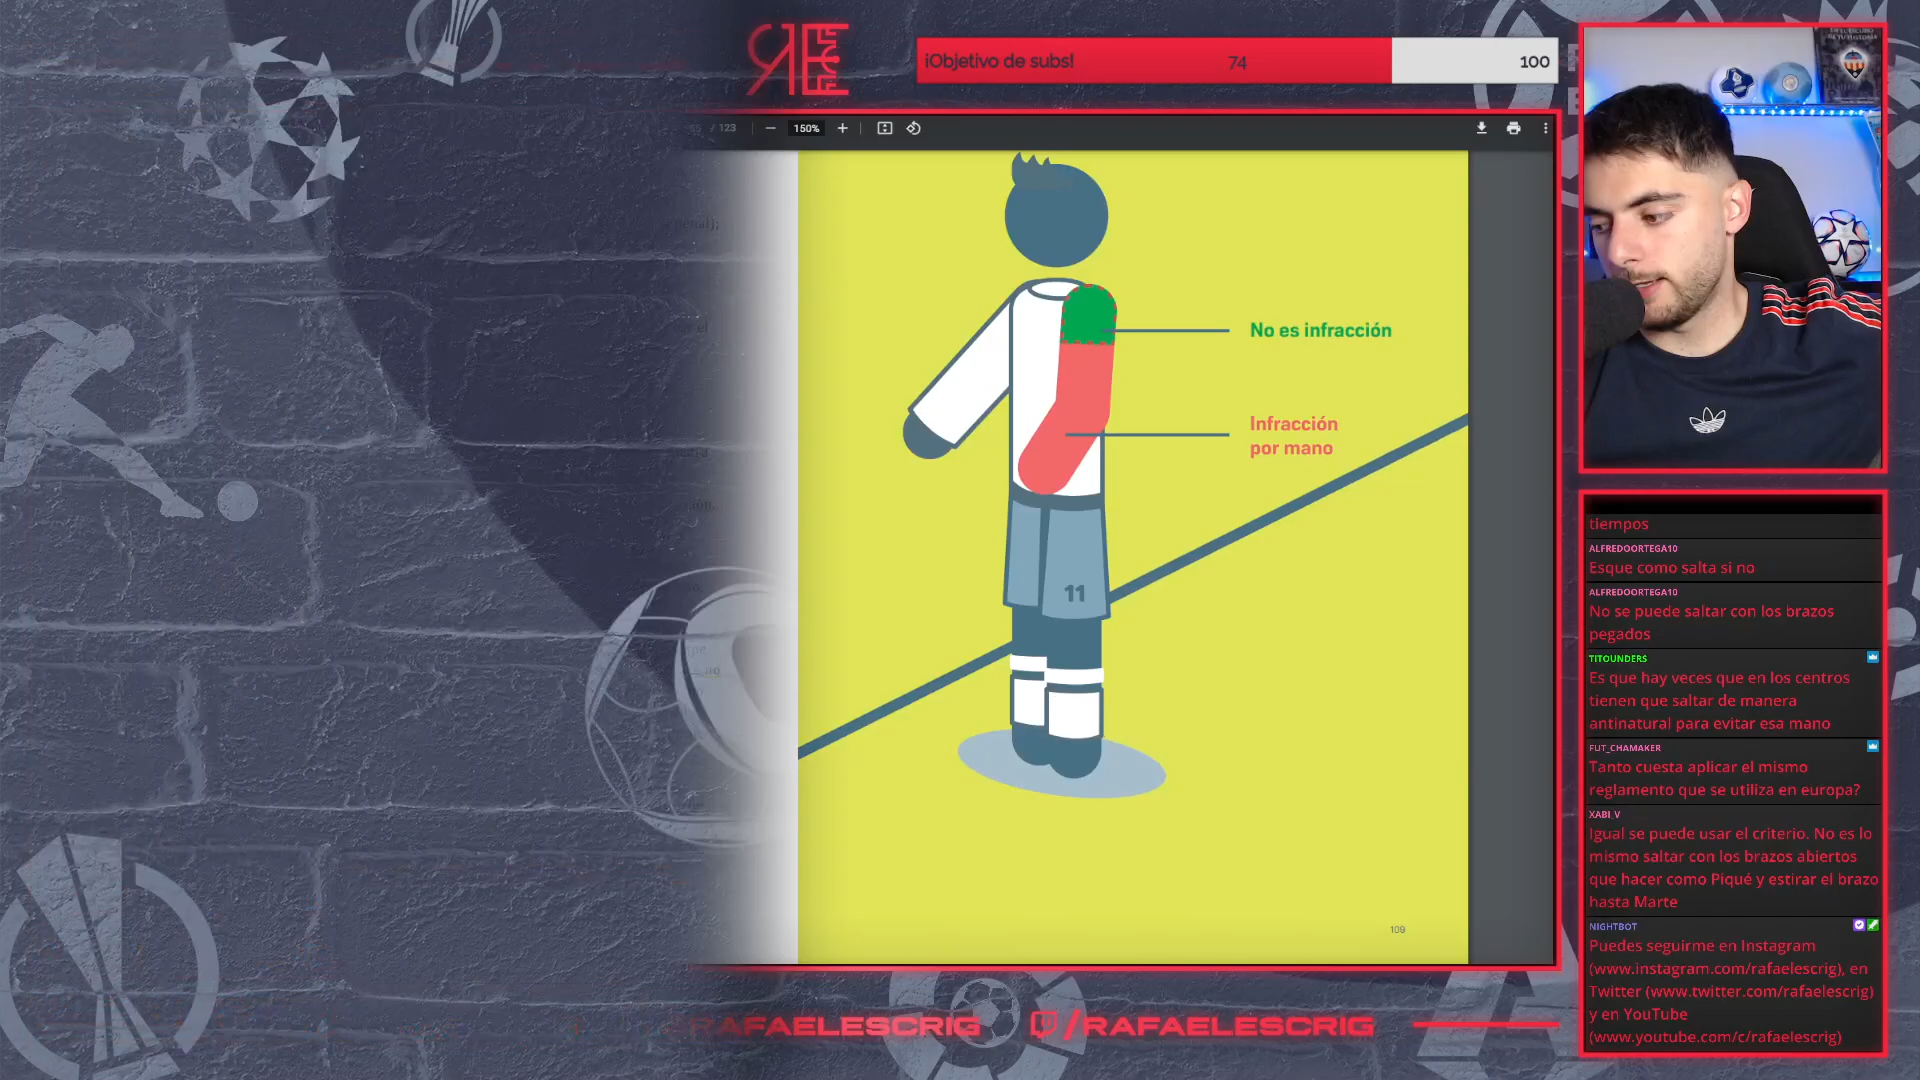 ¡Objetivo de subs!
74
100
/ 123
150%
penal);
el
no
No es infracción
Infracción
por mano
11
109
tiempos
ALFREDOORTEGA10
Esque como salta si no
ALFREDOORTEGA10
No se puede saltar con los brazos
pegados
TITOUNDERS
Es que hay veces que en los centros
tienen que saltar de manera
antinatural para evitar esa mano
FUT_CHAMAKER
Tanto cuesta aplicar el mismo
reglamento que se utiliza en europa?
XABI_V
Igual se puede usar el criterio. No es lo
mismo saltar con los brazos abiertos
que hacer como Piqué y estirar el brazo
hasta Marte
NIGHTBOT
Puedes seguirme en Instagram
(www.instagram.com/rafaelescrig), en
Twitter (www.twitter.com/rafaelescrig)
y en YouTube
(www.youtube.com/c/rafaelescrig)
RAFAELESCRIG
/RAFAELESCRIG